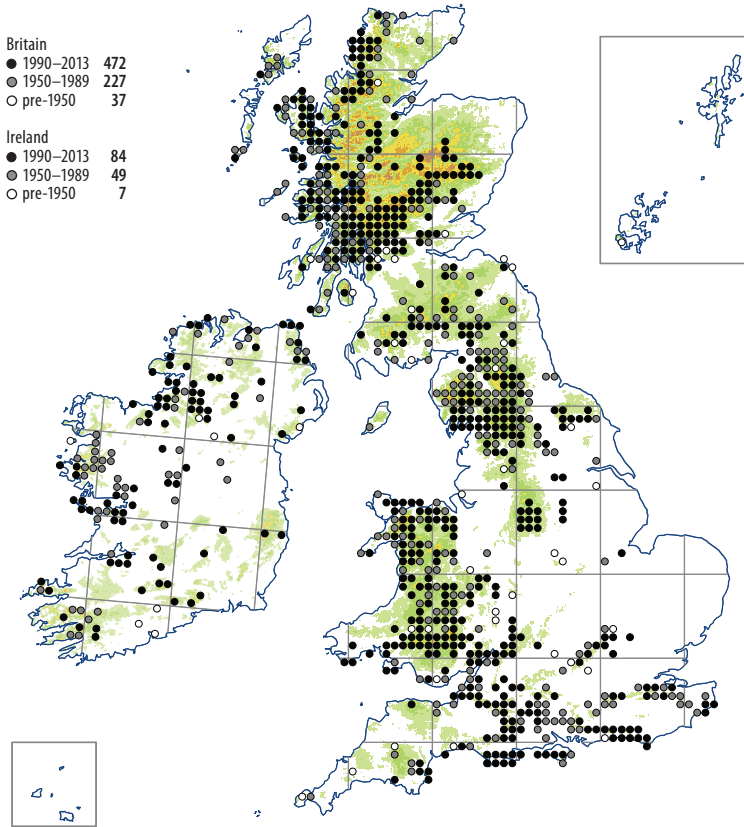 Britain
● 1990–2013 472
● 1950–1989 227
○ pre-1950 37
Ireland
● 1990–2013 84
● 1950–1989 49
○ pre-1950 7